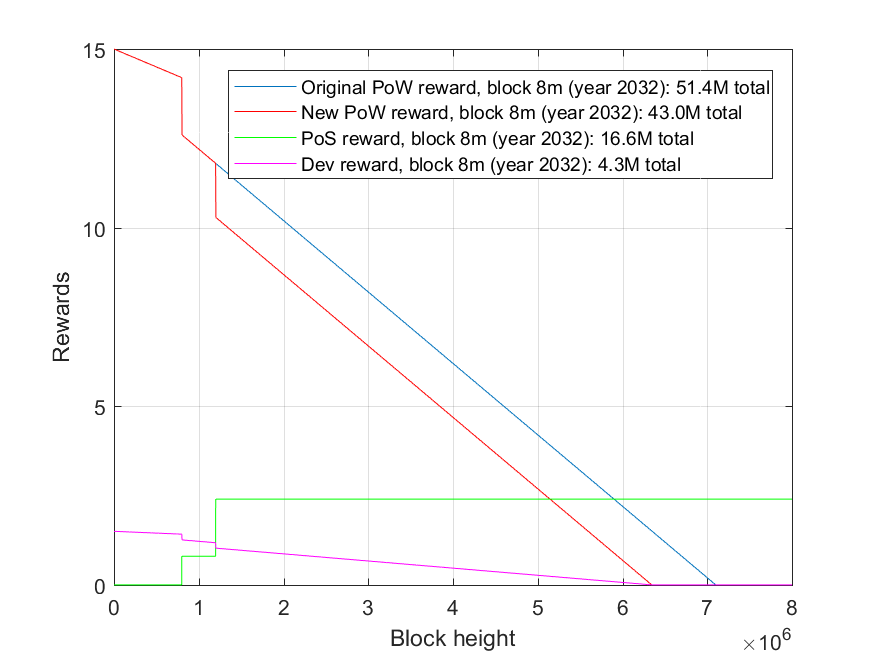 15
10
5
0
Rewards
Original PoW reward, block 8m (year 2032): 51.4M total
New PoW reward, block 8m (year 2032): 43.0M total
PoS reward, block 8m (year 2032): 16.6M total
Dev reward, block 8m (year 2032): 4.3M total
0 1 2 3 4 5 6 7 8
Block height
×10⁶